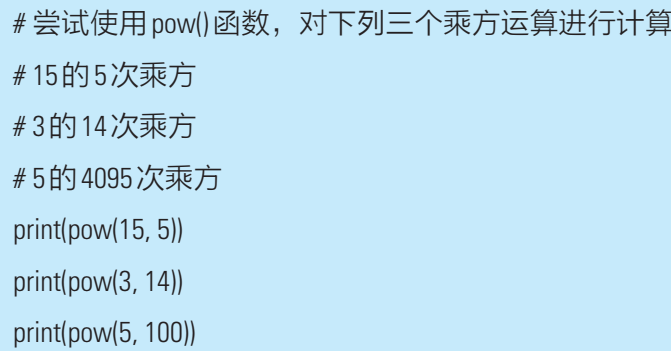 # 尝试使用pow()函数，对下列三个乘方运算进行计算
# 15的5次乘方
# 3的14次乘方
# 5的4095次乘方
print(pow(15, 5))
print(pow(3, 14))
print(pow(5, 100))